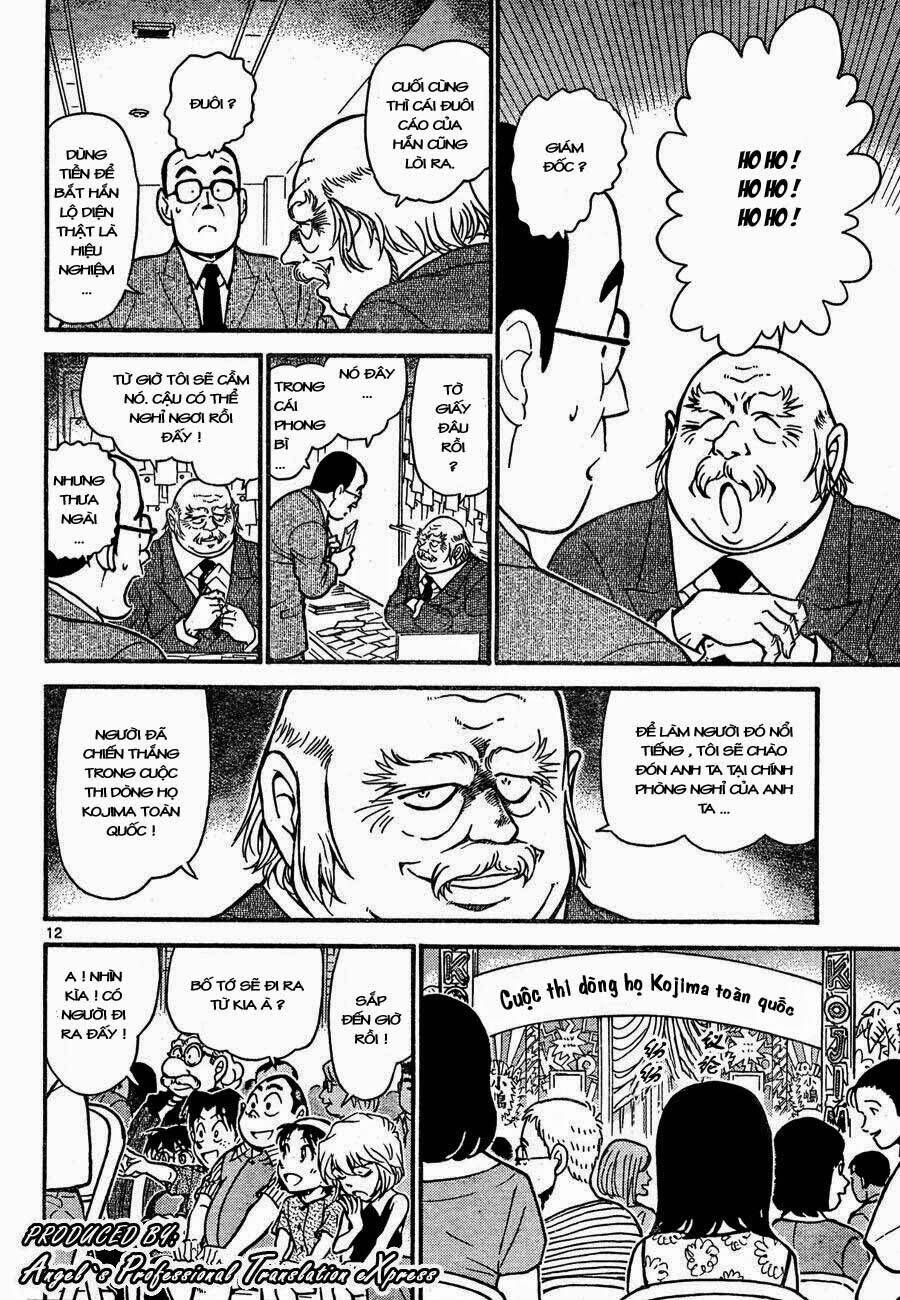 HO HO !
HO HO !
HO HO !
GIÁM
ĐỐC ?
CUỐI CÙNG
THÌ CÁI ĐUÔI
CÁO CỦA
HẮN CŨNG
LÒI RA.
ĐUÔI ?
DÙNG
TIỀN ĐỂ
BẮT HẮN
LỘ DIỆN
THẬT LÀ
HIỆU
NGHIỆM
...
TỜ
GIẤY
ĐÂU
RỒI
?
NÓ ĐÂY
...
TRONG
CÁI
PHONG
BÌ
...
TỪ GIỜ TÔI SẼ CẦM
NÓ. CẬU CÓ THỂ
NGHỈ NGƠI RỒI
ĐẤY !
NHƯNG
THƯA
NGÀI
...
ĐỂ LÀM NGƯỜI ĐÓ NỔI
TIẾNG , TÔI SẼ CHÀO
ĐÓN ANH TA TẠI CHÍNH
PHÒNG NGHỈ CỦA ANH
TA ...
NGƯỜI ĐÃ
CHIẾN THẮNG
TRONG CUỘC
THI DÒNG HỌ
KOJIMA TOÀN
QUỐC !
12
Cuộc thi dòng họ Kojima toàn quốc
KO
KOJIMA
小嶋
小嶋
SẮP
ĐẾN GIỜ
RỒI !
BỐ TỚ SẼ ĐI RA
TỪ KIA À ?
A ! NHÌN
KÌA ! CÓ
NGƯỜI ĐI
RA ĐẤY !
PRODUCED BY:
Angel`s Professional Translation eXpress